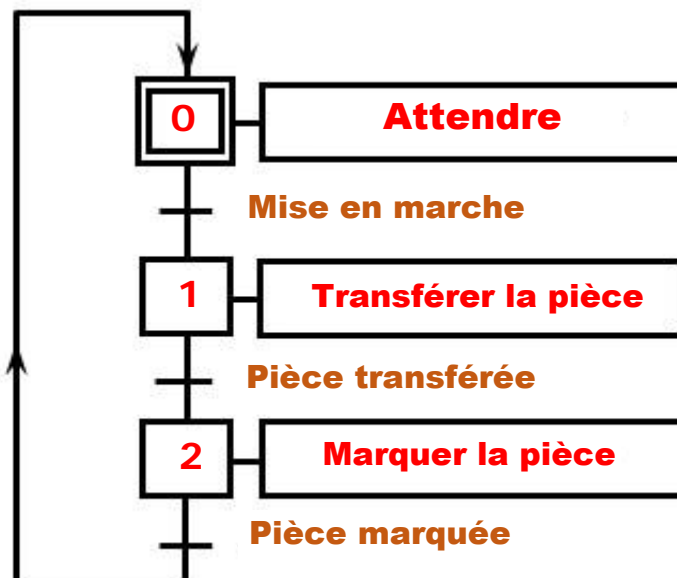 0
Attendre
Mise en marche
1
Transférer la pièce
Pièce transférée
2
Marquer la pièce
Pièce marquée